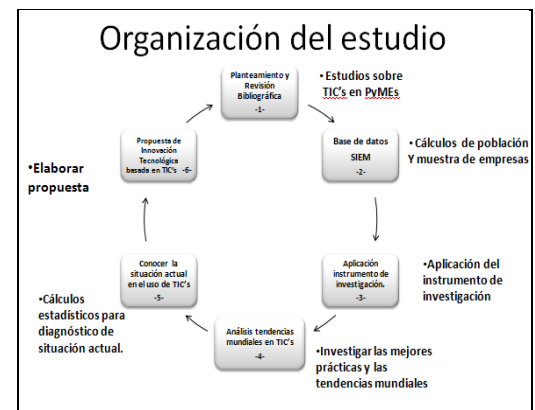 Organización del estudio
Planteamiento y
Revisión
Bibliográfica
-1-
•Estudios sobre
TIC's en PyMEs
Base de datos
SIEM
-2-
•Cálculos de población
Y muestra de empresas
Aplicación
instrumento de
investigación.
-3-
•Aplicación del
instrumento de
investigación
Análisis tendencias
mundiales en TIC's
-4-
•Investigar las mejores
prácticas y las
tendencias mundiales
Conocer la
situación actual
en el uso de TIC's
-5-
•Cálculos
estadísticos para
diagnóstico de
situación actual.
Propuesta de
Innovación
Tecnológica
basada en TIC's -6-
•Elaborar
propuesta